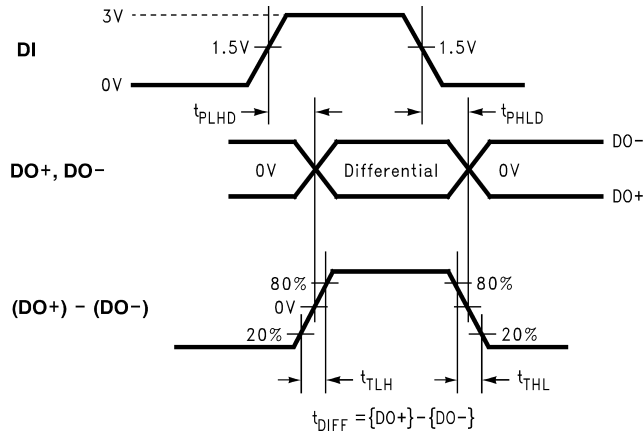 3V
DI
1.5V
1.5V
0V
tPLHD
tPHLD
DO-
DO+, DO-
0V
Differential
0V
DO+
80%
80%
(DO+) - (DO-)
0V
20%
20%
tTLH
tTHL
tDIFF = {DO+}-{DO-}